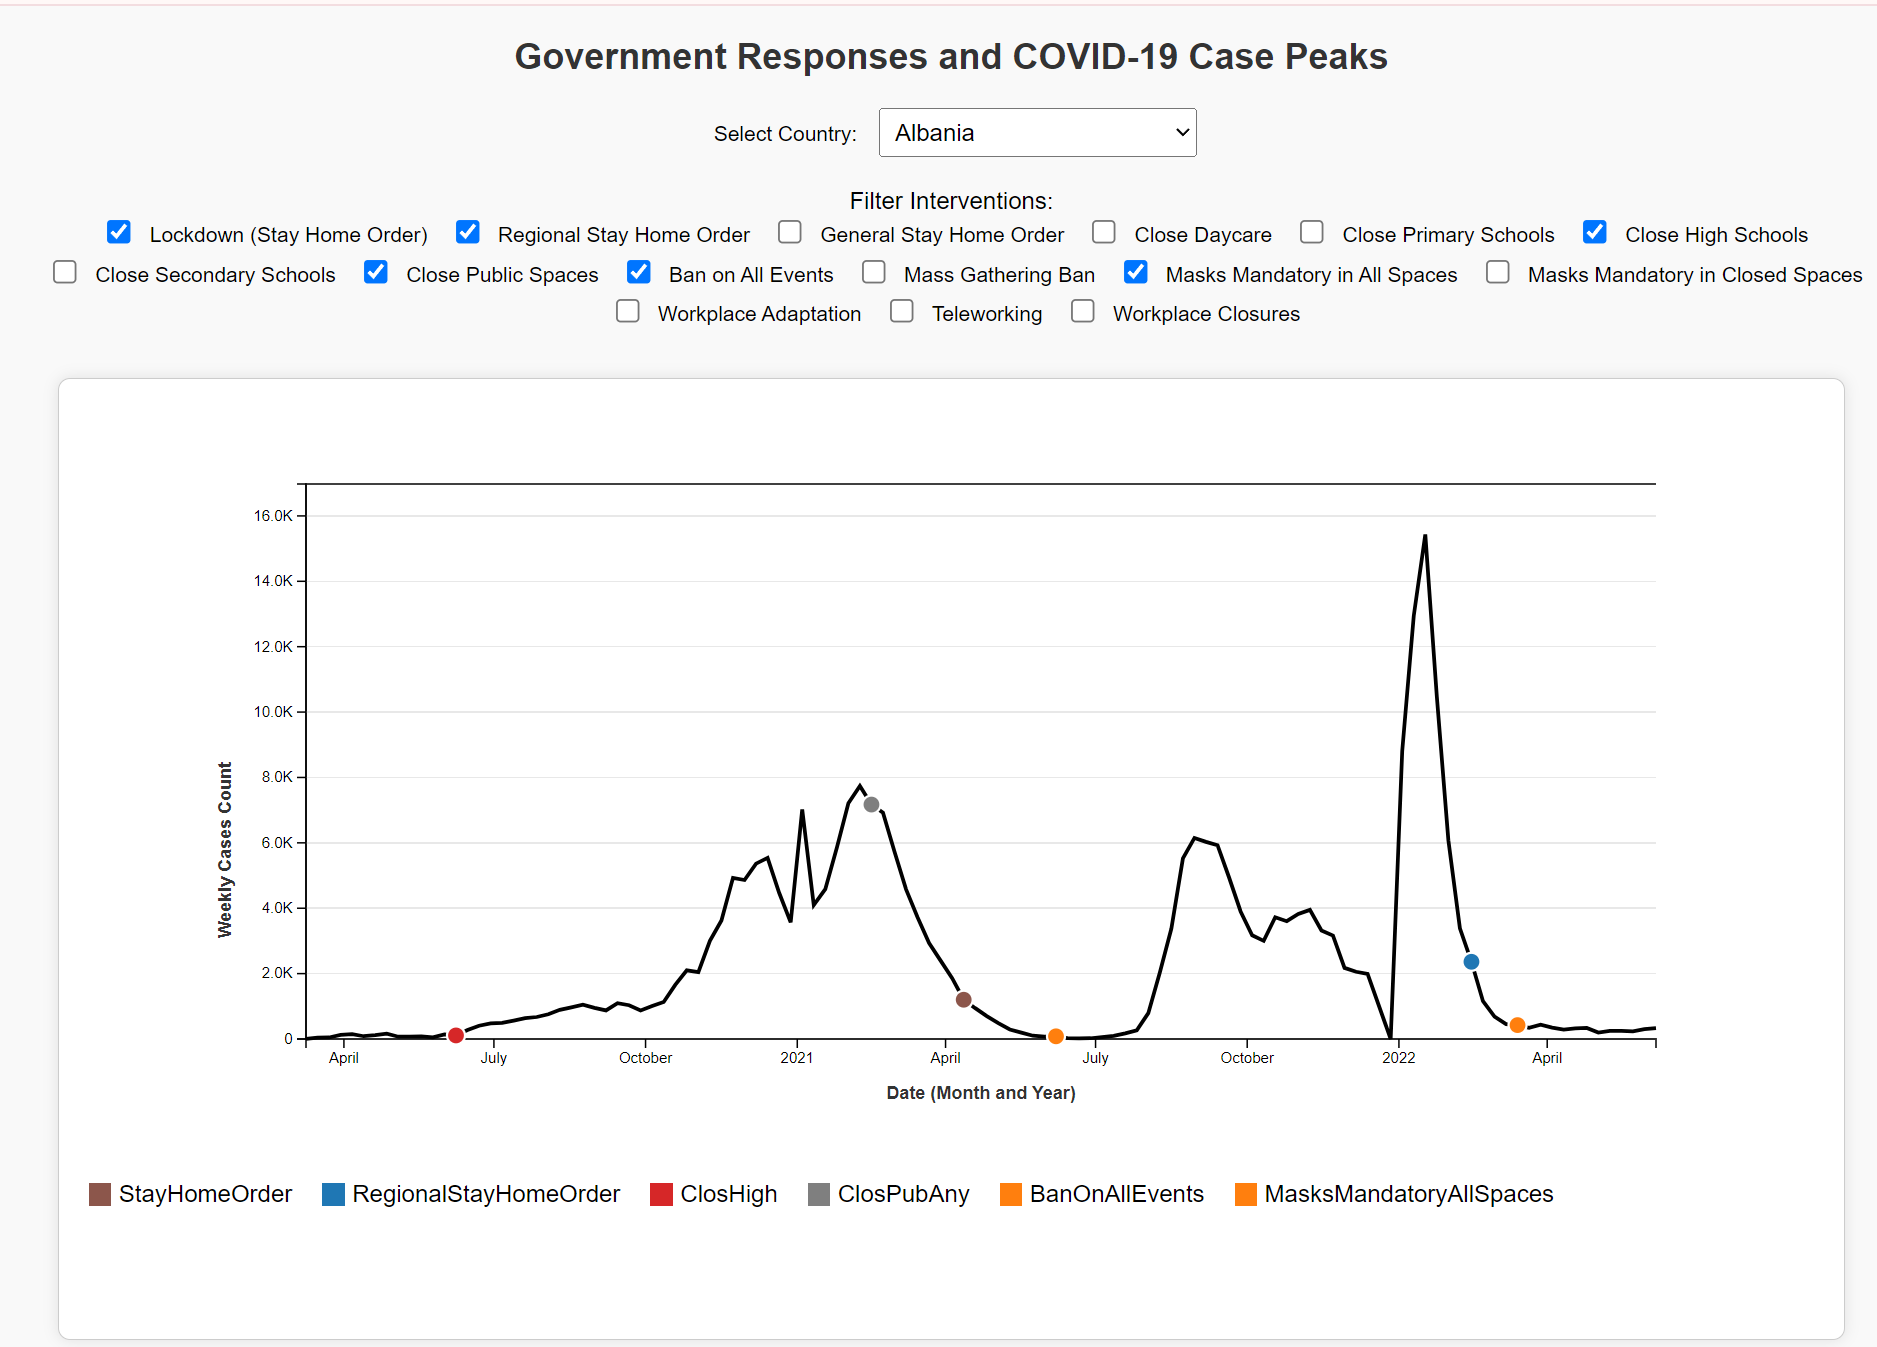 Government Responses and COVID-19 Case Peaks
Select Country: Albania
Filter Interventions:
Lockdown (Stay Home Order) Regional Stay Home Order General Stay Home Order Close Daycare Close Primary Schools Close High Schools
Close Secondary Schools Close Public Spaces Ban on All Events Mass Gathering Ban Masks Mandatory in All Spaces Masks Mandatory in Closed Spaces
Workplace Adaptation Teleworking Workplace Closures
16.0K
14.0K
12.0K
10.0K
8.0K
6.0K
4.0K
2.0K
0
Weekly Cases Count
April July October 2021 April July October 2022 April
Date (Month and Year)
StayHomeOrder RegionalStayHomeOrder ClosHigh ClosPubAny BanOnAllEvents MasksMandatoryAllSpaces